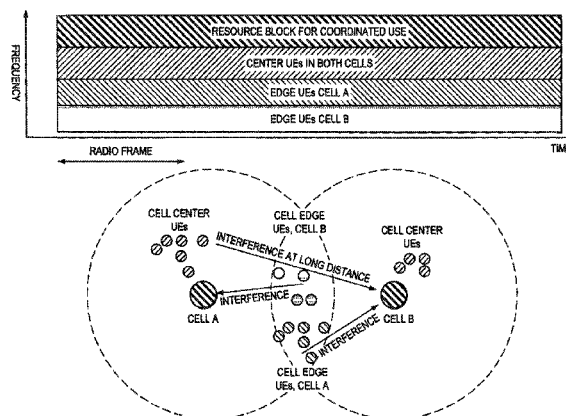 FREQUENCY
RESOURCE BLOCK FOR COORDINATED USE
CENTER UEs IN BOTH CELLS
EDGE UEs CELL A
EDGE UEs CELL B
RADIO FRAME
TIM
CELL CENTER
UEs
CELL EDGE
UEs, CELL B
CELL CENTER
UEs
INTERFERENCE AT LONG DISTANCE
INTERFERENCE
INTERFERENCE
CELL A
CELL B
CELL EDGE
UEs, CELL A